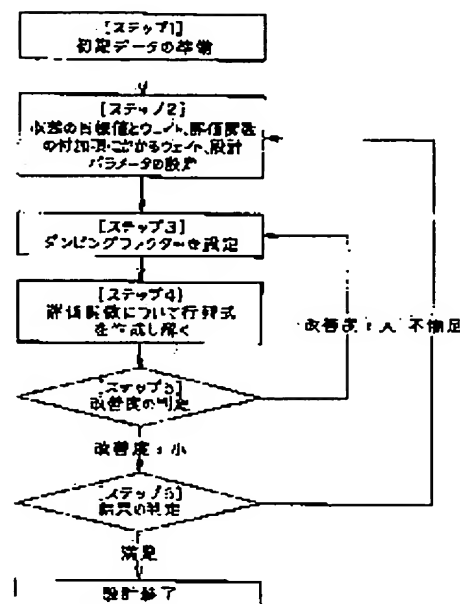 [ステップ1]
初期データの準備
[ステップ2]
収差の目標値とウェイト、評価関数
の付加項にかかるウェイト、設計
パラメータの設定
[ステップ3]
ダンピングファクターを設定
[ステップ4]
評価関数について行列式
を作成し解く
改善度:大
不満足
[ステップ5]
改善度の判定
改善度:小
[ステップ6]
結果の判定
満足
設計終了